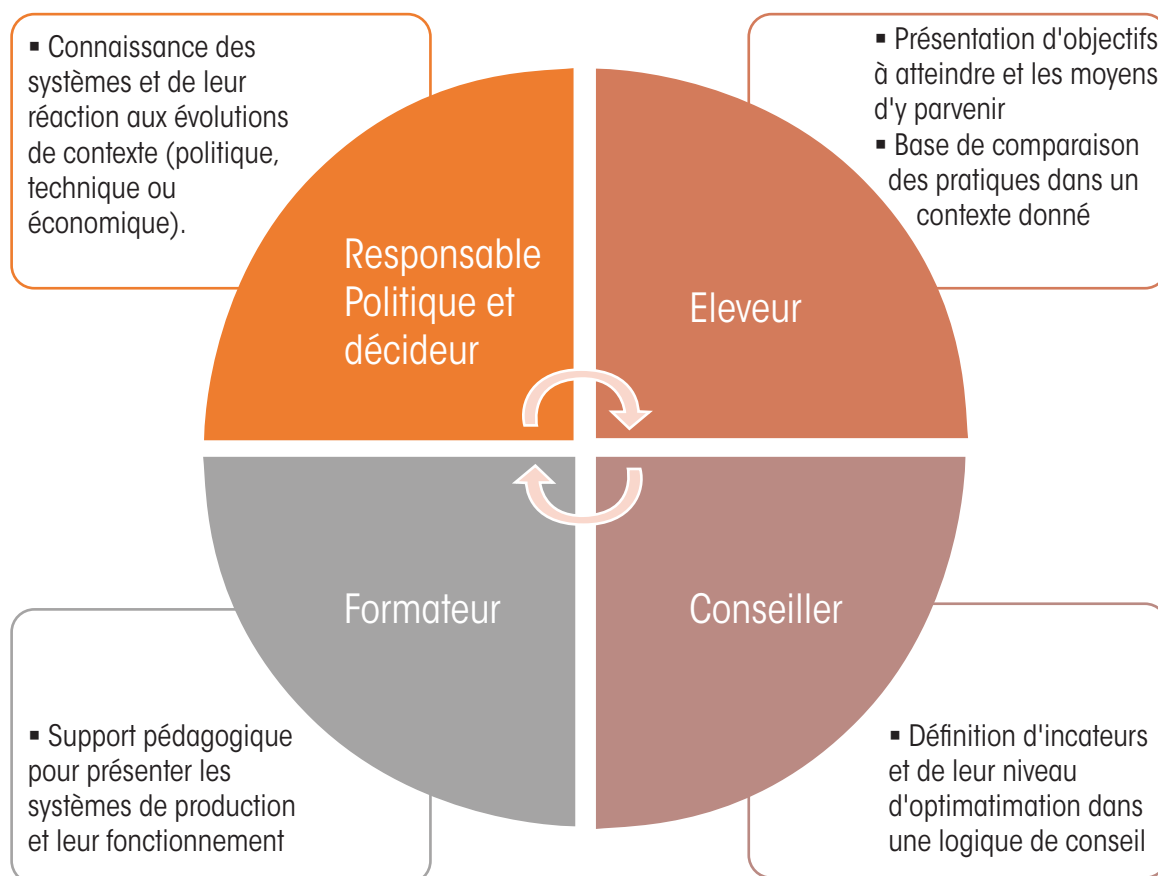 ▪ Connaissance des
systèmes et de leur
réaction aux évolutions
de contexte (politique,
technique ou
économique).
▪ Présentation d'objectifs
à atteindre et les moyens
d'y parvenir
▪ Base de comparaison
des pratiques dans un
contexte donné
Responsable
Politique et
décideur
Eleveur
Formateur
Conseiller
▪ Support pédagogique
pour présenter les
systèmes de production
et leur fonctionnement
▪ Définition d'incateurs
et de leur niveau
d'optimatimation dans
une logique de conseil